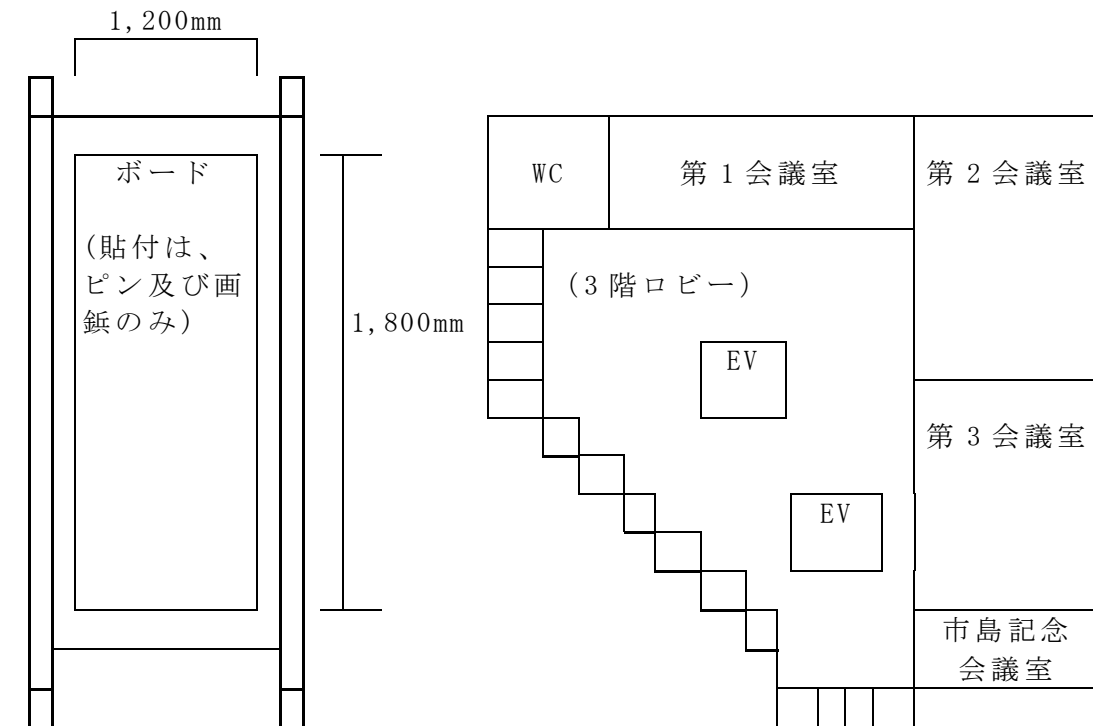 1,200mm
ボード
(貼付は、
ピン及び画
鋲のみ)
1,800mm
WC
第1会議室
第2会議室
(3階ロビー)
EV
第3会議室
EV
市島記念
会議室